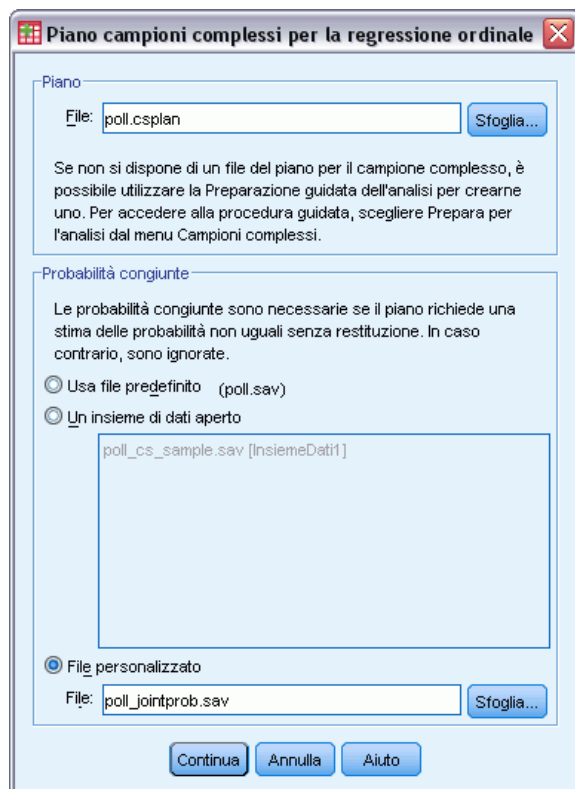 Piano campioni complessi per la regressione ordinale
Piano
File: poll.csplan Sfoglia...
Se non si dispone di un file del piano per il campione complesso, è
possibile utilizzare la Preparazione guidata dell'analisi per crearne
uno. Per accedere alla procedura guidata, scegliere Prepara per
l'analisi dal menu Campioni complessi.
Probabilità congiunte
Le probabilità congiunte sono necessarie se il piano richiede una
stima delle probabilità non uguali senza restituzione. In caso
contrario, sono ignorate.
Usa file predefinito (poll.sav)
Un insieme di dati aperto
poll_cs_sample.sav [InsiemeDati1]
File personalizzato
File: poll_jointprob.sav Sfoglia...
Continua Annulla Aiuto